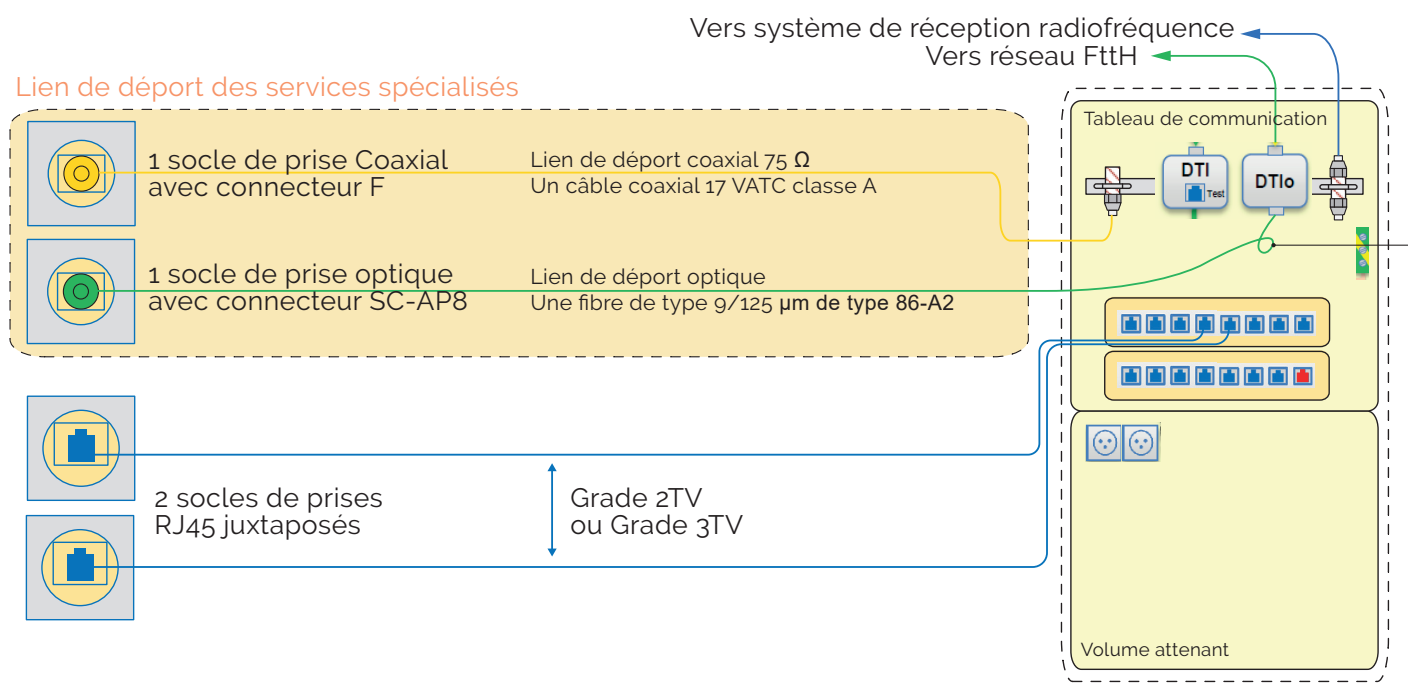 Vers système de réception radiofréquence
Vers réseau FttH
Lien de déport des services spécialisés
Tableau de communication
1 socle de prise Coaxial
avec connecteur F
Lien de déport coaxial 75 Ω
Un câble coaxial 17 VATC classe A
DTI
Test
DTIo
1 socle de prise optique
avec connecteur SC-AP8
Lien de déport optique
Une fibre de type 9/125 µm de type 86-A2
2 socles de prises
RJ45 juxtaposés
Grade 2TV
ou Grade 3TV
Volume attenant